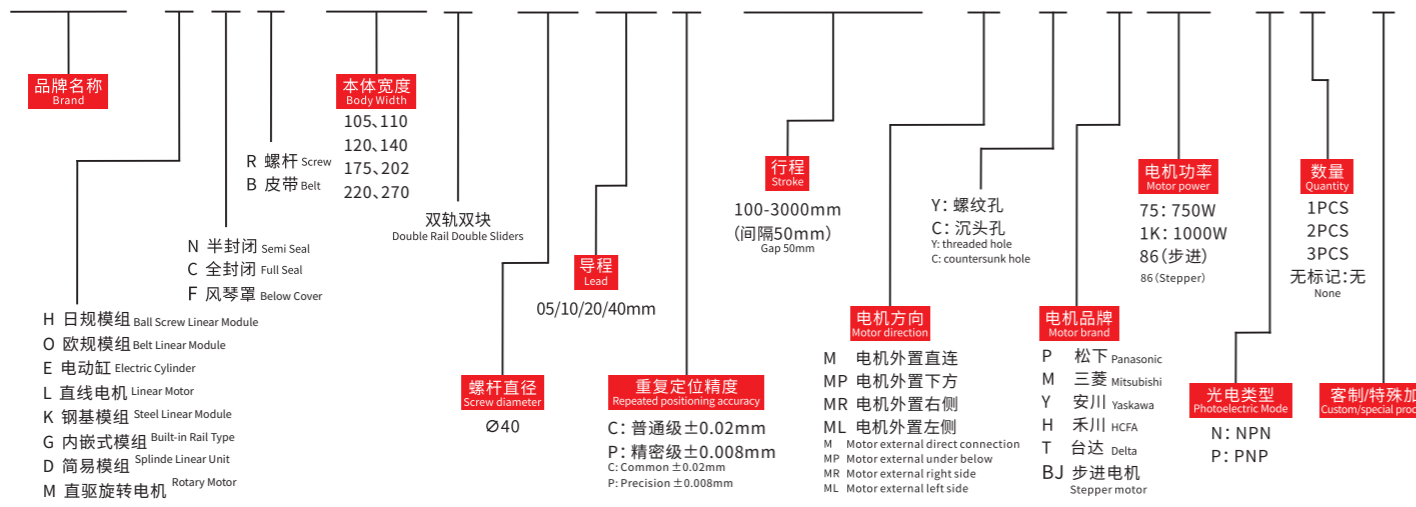 品牌名称
Brand
H 日规模组 Ball Screw Linear Module
O 欧规模组 Belt Linear Module
E 电动缸 Electric Cylinder
L 直线电机 Linear Motor
K 钢基模组 Steel Linear Module
G 内嵌式模组 Built-in Rail Type
D 简易模组 Splinde Linear Unit
M 直驱旋转电机 Rotary Motor
N 半封闭 Semi Seal
C 全封闭 Full Seal
F 风琴罩 Below Cover
R 螺杆 Screw
B 皮带 Belt
本体宽度
Body Width
105、110
120、140
175、202
220、270
双轨双块
Double Rail Double Sliders
螺杆直径
Screw diameter
∅40
导程
Lead
05/10/20/40mm
重复定位精度
Repeated positioning accuracy
C：普通级±0.02mm
P：精密级±0.008mm
C: Common ±0.02mm
P: Precision ±0.008mm
行程
Stroke
100-3000mm
（间隔50mm）
Gap 50mm
电机方向
Motor direction
M 电机外置直连
MP 电机外置下方
MR 电机外置右侧
ML 电机外置左侧
M Motor external direct connection
MP Motor external under below
MR Motor external right side
ML Motor external left side
Y：螺纹孔
C：沉头孔
Y: threaded hole
C: countersunk hole
电机品牌
Motor brand
P 松下 Panasonic
M 三菱 Mitsubishi
Y 安川 Yaskawa
H 禾川 HCFA
T 台达 Delta
BJ 步进电机
Stepper motor
电机功率
Motor power
75：750W
1K：1000W
86（步进）
86（Stepper）
光电类型
Photoelectric Mode
N：NPN
P：PNP
数量
Quantity
1PCS
2PCS
3PCS
无标记：无
None
客制/特殊加
Custom/special proc